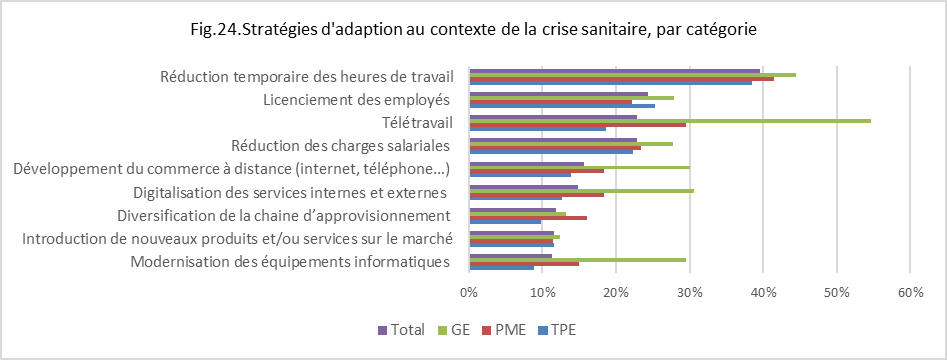 Fig.24.Stratégies d'adaption au contexte de la crise sanitaire, par catégorie
Réduction temporaire des heures de travail
Licenciement des employés
Télétravail
Réduction des charges salariales
Développement du commerce à distance (internet, téléphone…)
Digitalisation des services internes et externes
Diversification de la chaine d’approvisionnement
Introduction de nouveaux produits et/ou services sur le marché
Modernisation des équipements informatiques
0% 10% 20% 30% 40% 50% 60%
Total GE PME TPE